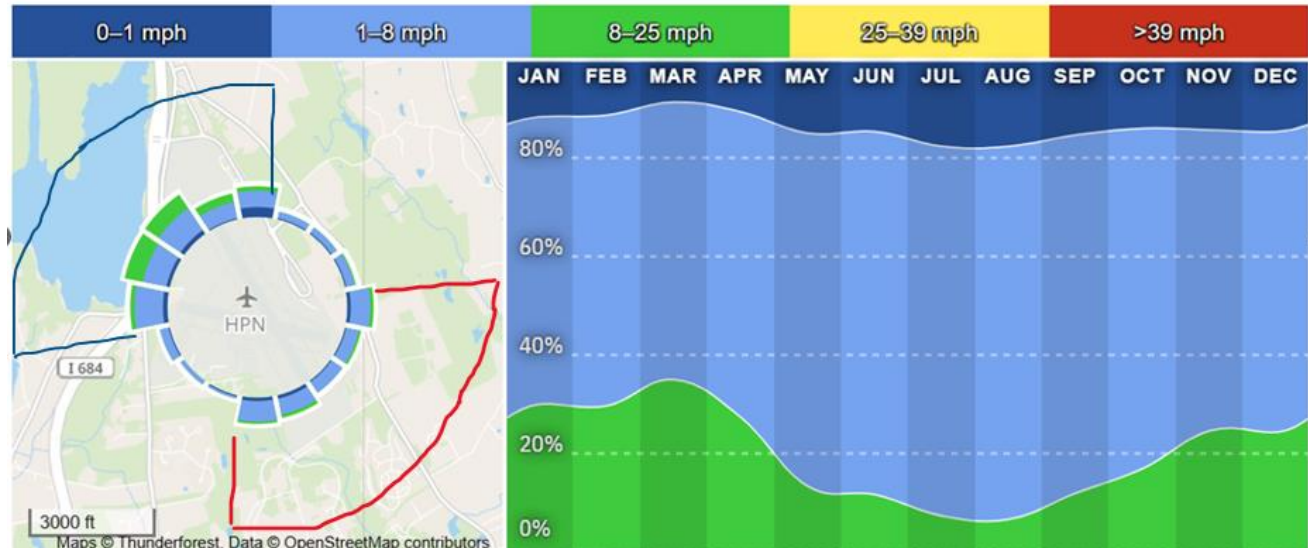 0–1 mph 1–8 mph 8–25 mph 25–39 mph >39 mph
JAN FEB MAR APR MAY JUN JUL AUG SEP OCT NOV DEC
80%
60%
40%
20%
0%
HPN
I 684
3000 ft
Maps © Thunderforest, Data © OpenStreetMap contributors